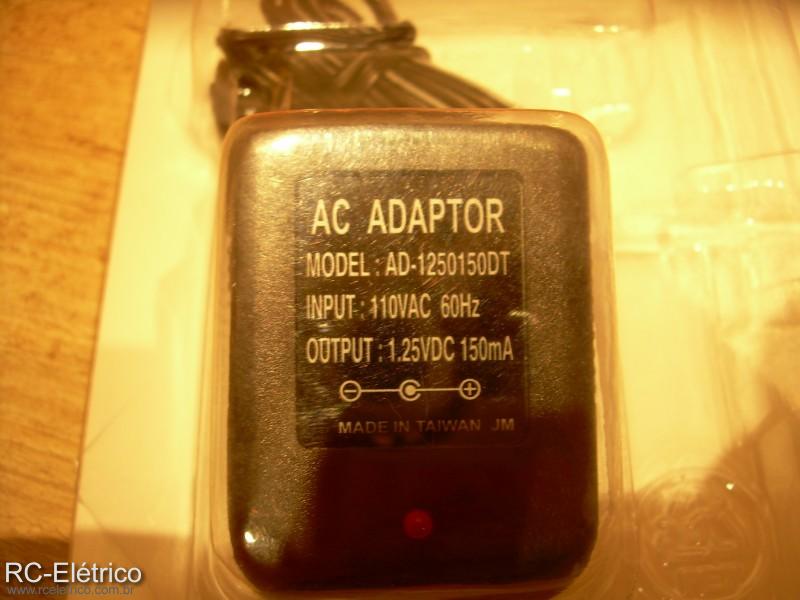 AC ADAPTOR
MODEL : AD-1250150DT
INPUT : 110VAC 60Hz
OUTPUT : 1.25VDC 150mA
MADE IN TAIWAN JM
RC-Elétrico
www.rceletrico.com.br